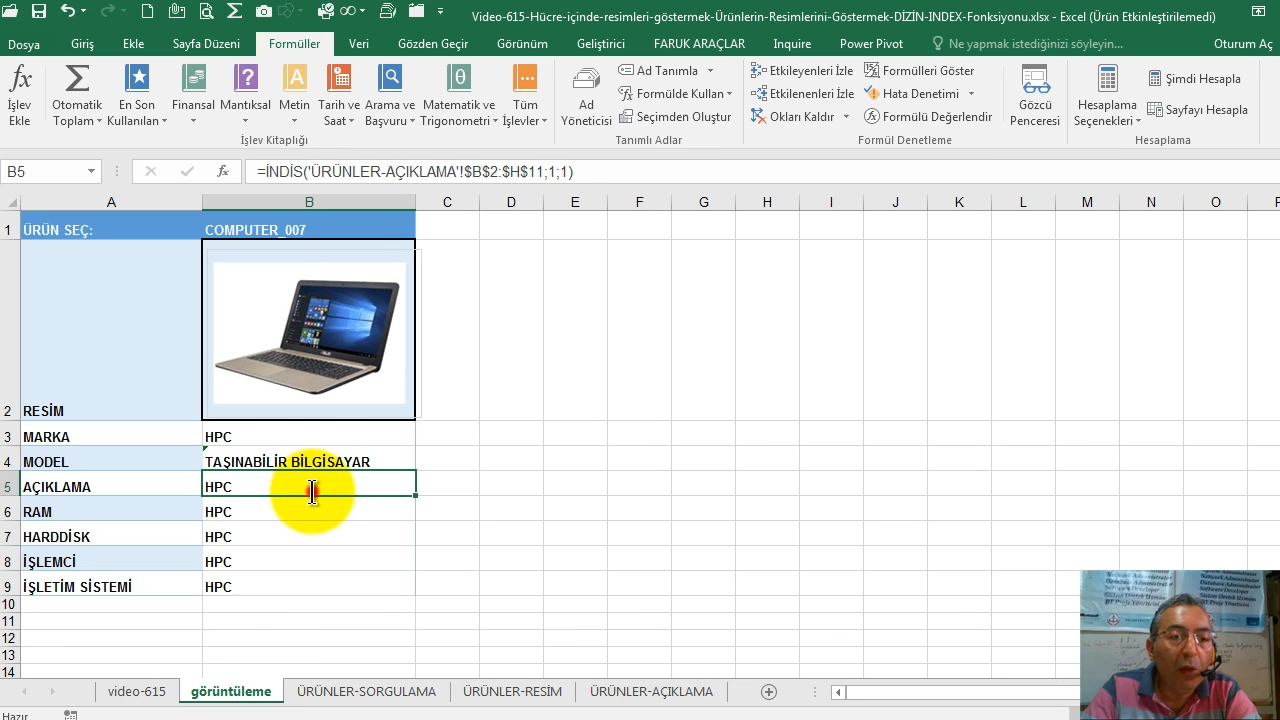 Video-615-Hücre-içinde-resimleri-göstermek-Ürünlerin-Resimlerini-Göstermek-DİZİN-INDEX-Fonksiyonu.xlsx - Excel (Ürün Etkinleştirilemedi)
Dosya Giriş Ekle Sayfa Düzeni Formüller Veri Gözden Geçir Görünüm Geliştirici FARUK ARAÇLAR Inquire Power Pivot Ne yapmak istediğinizi söyleyin... Oturum Aç
İşlev Ekle
Otomatik Toplam
En Son Kullanılan
Finansal
Mantıksal
Metin
Tarih ve Saat
Arama ve Başvuru
Matematik ve Trigonometri
Tüm İşlevler
İşlev Kitaplığı
Ad Yöneticisi
Ad Tanımla
Formülde Kullan
Seçimden Oluştur
Tanımlı Adlar
Etkileyenleri İzle
Etkilenenleri İzle
Okları Kaldır
Formülleri Göster
Hata Denetimi
Formülü Değerlendir
Formül Denetleme
Gözcü Penceresi
Hesaplama Seçenekleri
Şimdi Hesapla
Sayfayı Hesapla
Hesaplama
B5 fx =İNDİS('ÜRÜNLER-AÇIKLAMA'!$B$2:$H$11;1;1)
A B C D E F G H I J K L M N O
1 ÜRÜN SEÇ: COMPUTER_007
2 RESİM
3 MARKA HPC
4 MODEL TAŞINABİLİR BİLGİSAYAR
5 AÇIKLAMA HPC
6 RAM HPC
7 HARDDİSK HPC
8 İŞLEMCİ HPC
9 İŞLETİM SİSTEMİ HPC
10
11
12
13
14
video-615 görüntüleme ÜRÜNLER-SORGULAMA ÜRÜNLER-RESİM ÜRÜNLER-AÇIKLAMA
Hazır